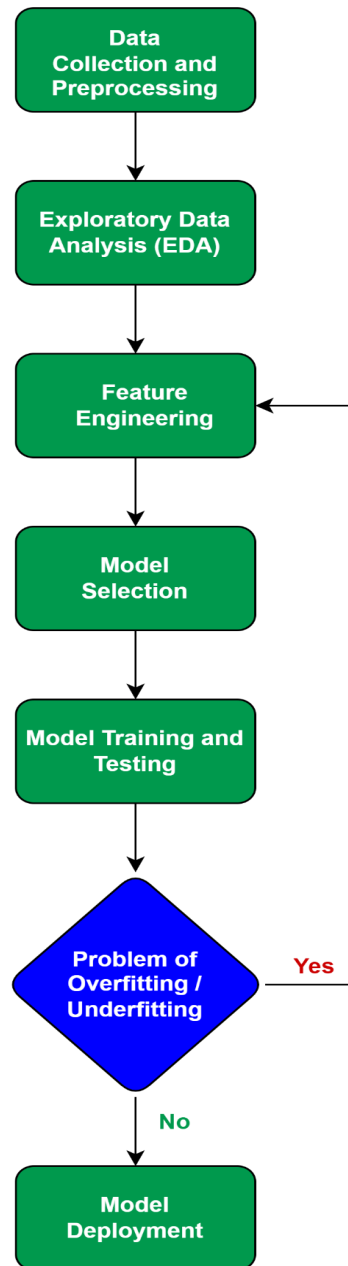 Data
Collection and
Preprocessing
Exploratory Data
Analysis (EDA)
Feature
Engineering
Model
Selection
Model Training and
Testing
Problem of
Overfitting /
Underfitting
Yes
No
Model
Deployment